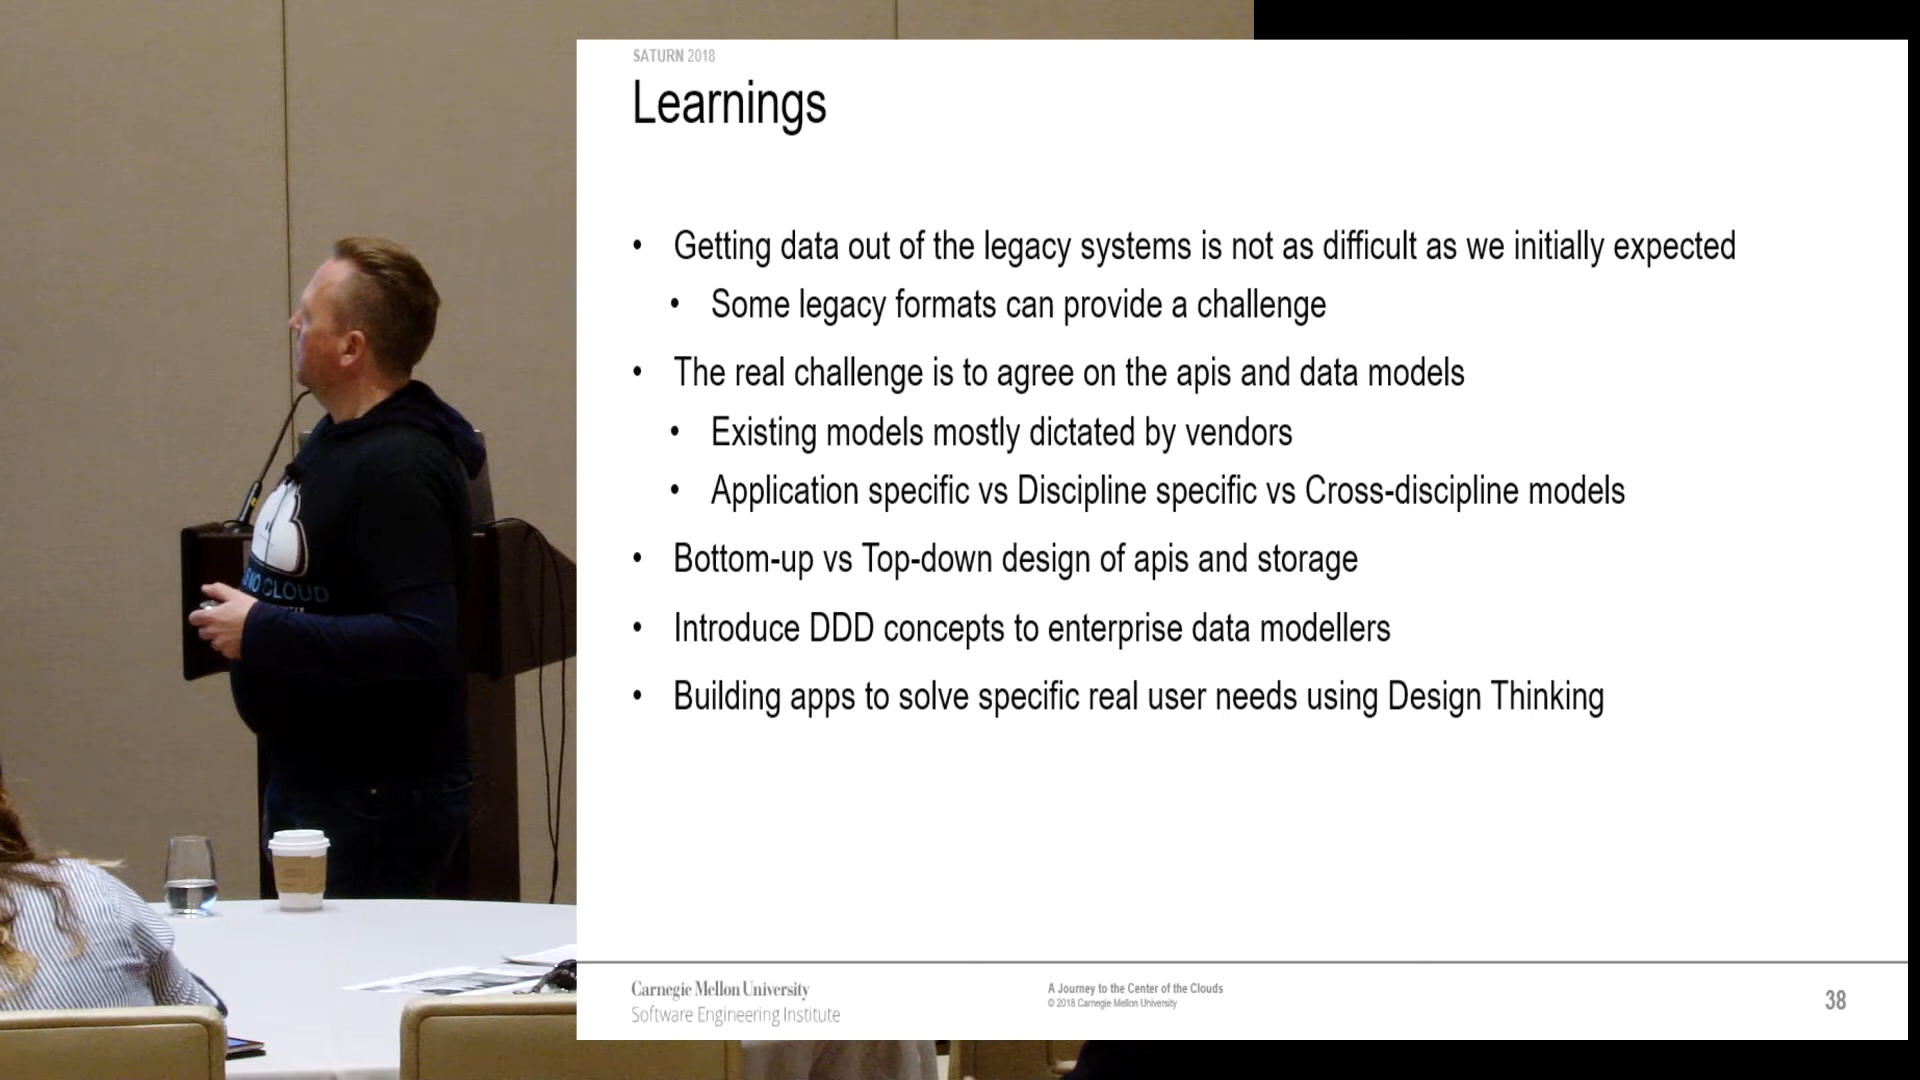 SATURN 2018
Learnings
• Getting data out of the legacy systems is not as difficult as we initially expected
• Some legacy formats can provide a challenge
• The real challenge is to agree on the apis and data models
• Existing models mostly dictated by vendors
• Application specific vs Discipline specific vs Cross-discipline models
• Bottom-up vs Top-down design of apis and storage
• Introduce DDD concepts to enterprise data modellers
• Building apps to solve specific real user needs using Design Thinking
NO CLOUD
Carnegie Mellon University
Software Engineering Institute
A Journey to the Center of the Clouds
© 2018 Carnegie Mellon University
38